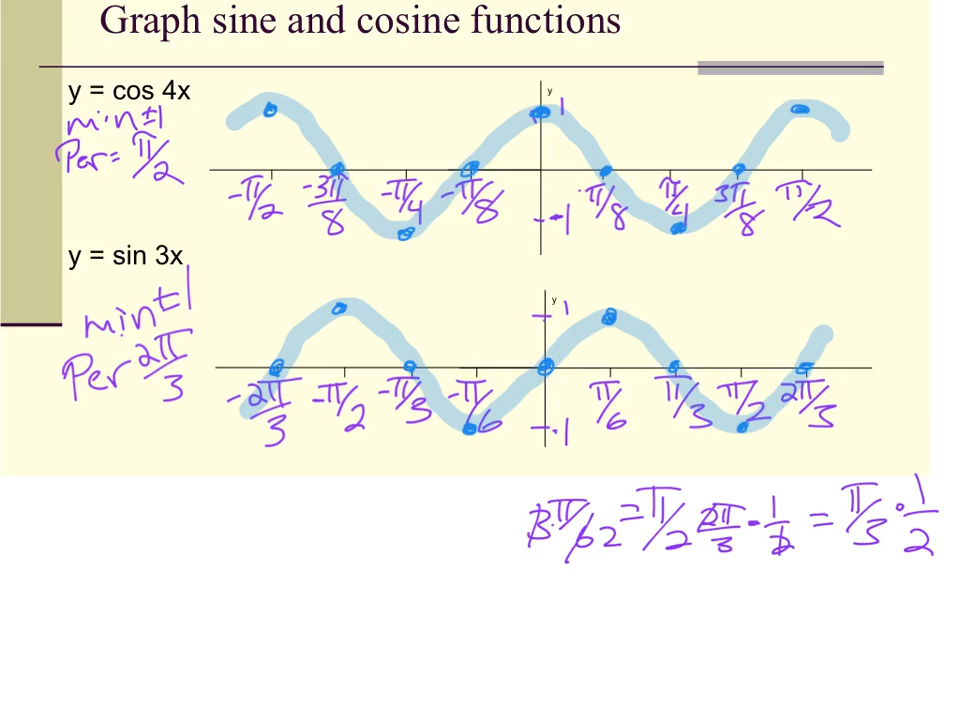 Graph sine and cosine functions
y = cos 4x
min ±1
Per = π/2
y
1
-π/2 -3π/8 -π/4 -π/8 π/8 π/4 3π/8 π/2
-1
y = sin 3x
min ±1
Per 2π/3
y
1
-2π/3 -π/2 -π/3 -π/6 π/6 π/3 π/2 2π/3
-1
3·π/6 2 = π/2 2π/3 · 1/2 = π/3 · 1/2